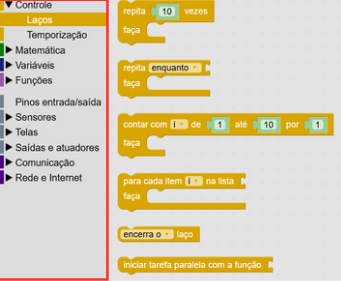 Controle
Laços
Temporização
Matemática
Variáveis
Funções
Pinos entrada/saída
Sensores
Telas
Saídas e atuadores
Comunicação
Rede e Internet
repita 10 vezes
faça
repita enquanto
faça
contar com i de 1 até 10 por 1
faça
para cada item i na lista
faça
encerra o laço
iniciar tarefa paralela com a função